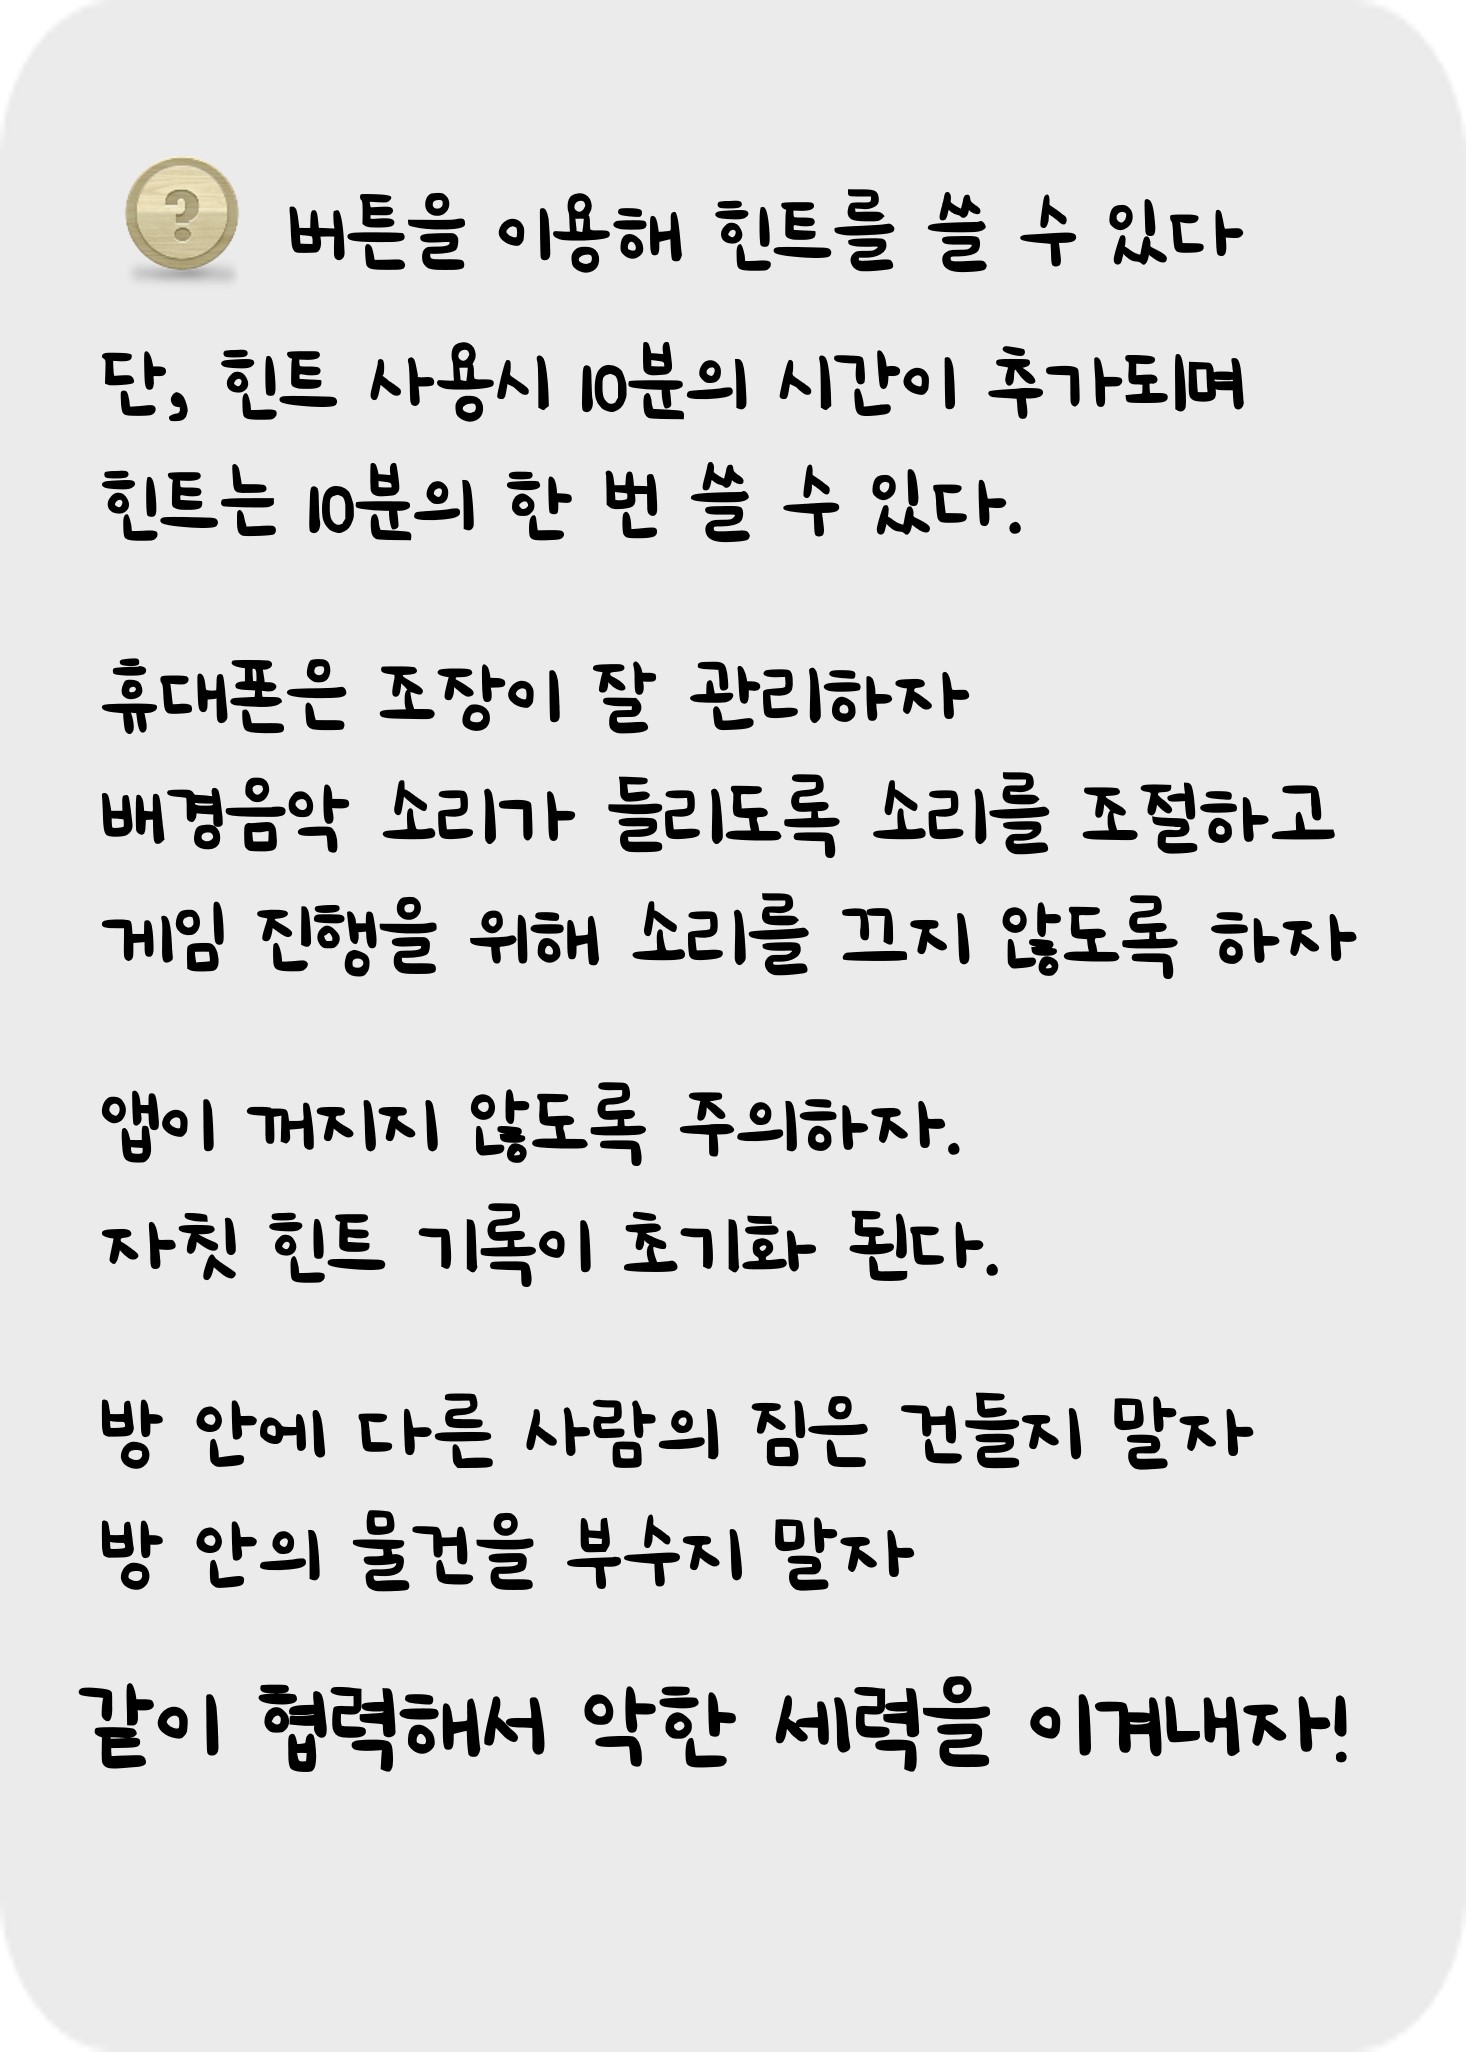 ? 버튼을 이용해 힌트를 쓸 수 있다
단, 힌트 사용시 10분의 시간이 추가되며
힌트는 10분의 한 번 쓸 수 있다.
휴대폰은 조장이 잘 관리하자
배경음악 소리가 들리도록 소리를 조절하고
게임 진행을 위해 소리를 끄지 않도록 하자
앱이 꺼지지 않도록 주의하자.
자칫 힌트 기록이 초기화 된다.
방 안에 다른 사람의 짐은 건들지 말자
방 안의 물건을 부수지 말자
같이 협력해서 악한 세력을 이겨내자!